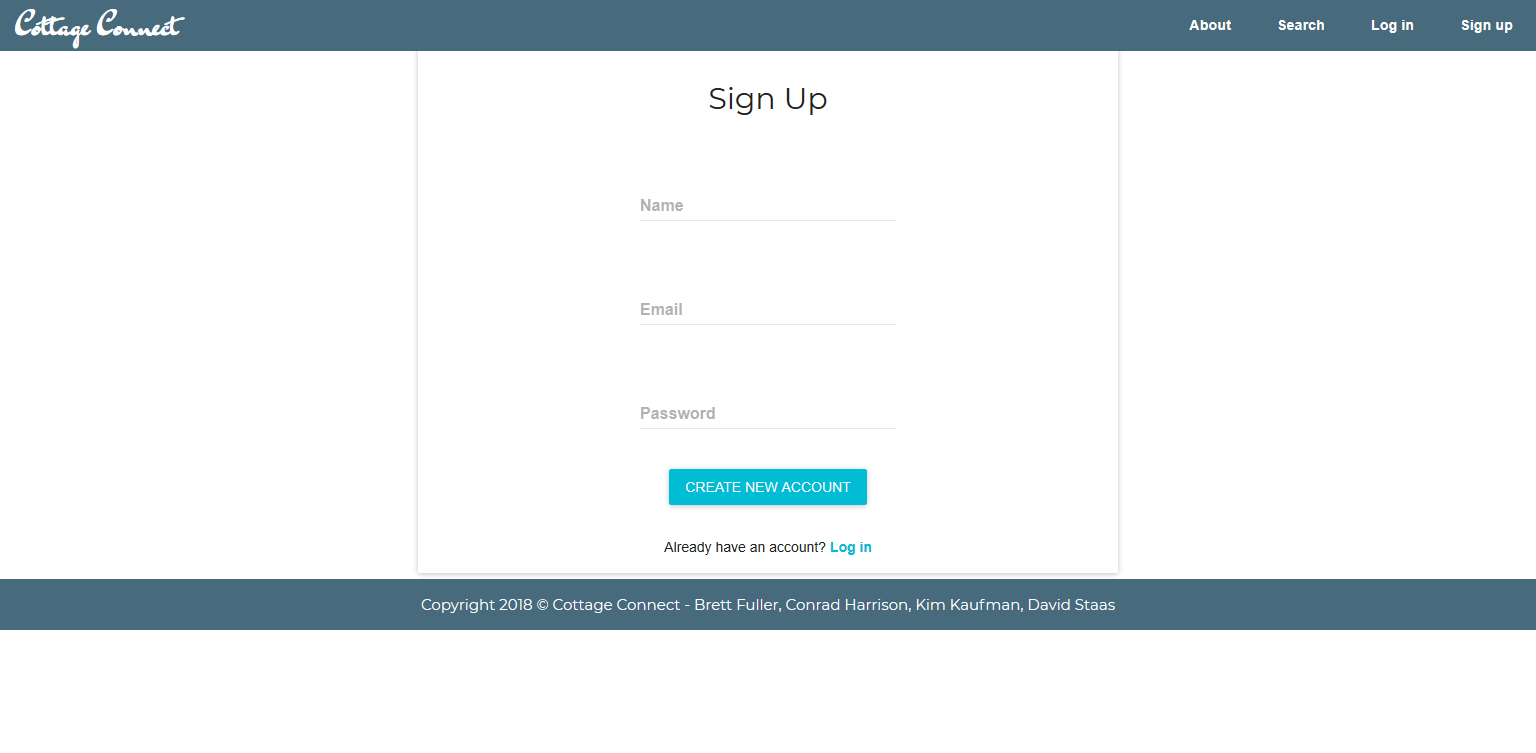 Cottage Connect
About Search Log in Sign up
Sign Up
Name
Email
Password
CREATE NEW ACCOUNT
Already have an account? Log in
Copyright 2018 © Cottage Connect - Brett Fuller, Conrad Harrison, Kim Kaufman, David Staas